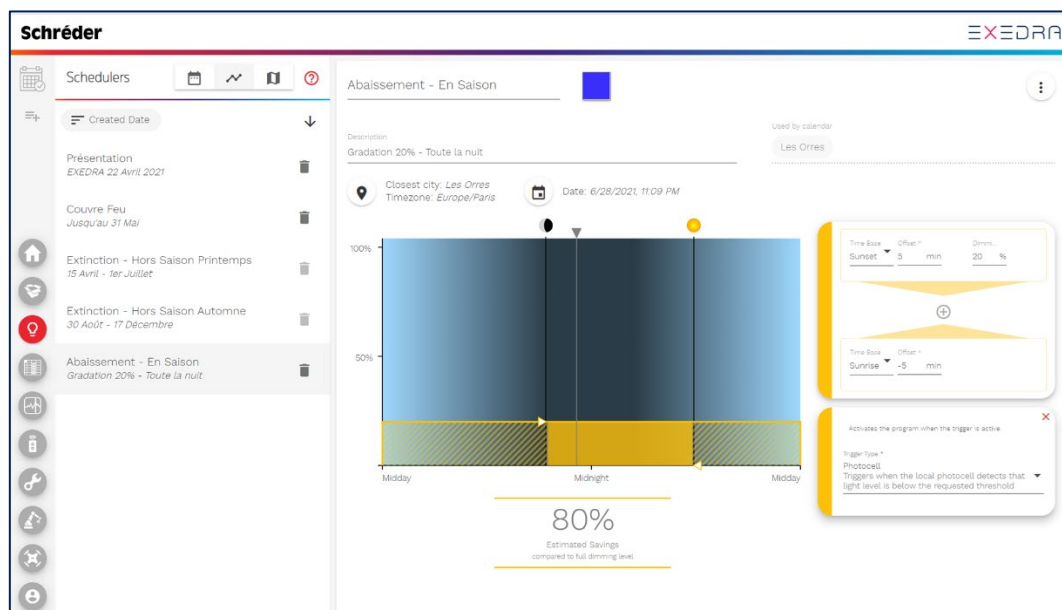 Schréder
EXEDRA
Schedulers
Created Date
Présentation
EXEDRA 22 Avril 2021
Couvre Feu
Jusqu'au 31 Mai
Extinction - Hors Saison Printemps
15 Avril - 1er Juillet
Extinction - Hors Saison Automne
30 Août - 17 Décembre
Abaissement - En Saison
Gradation 20% - Toute la nuit
Abaissement - En Saison
Description
Gradation 20% - Toute la nuit
Used by calendar
Les Orres
Closest city: Les Orres
Timezone: Europe/Paris
Date: 6/28/2021, 11:09 PM
100%
50%
Midday
Midnight
Midday
80%
Estimated Savings
compared to full dimming level
Time Base Offset * Dimmi...
Sunset 5 min 20 %
Time Base Offset *
Sunrise -5 min
Activates the program when the trigger is active.
Trigger Type *
Photocell
Triggers when the local photocell detects that
light level is below the requested threshold